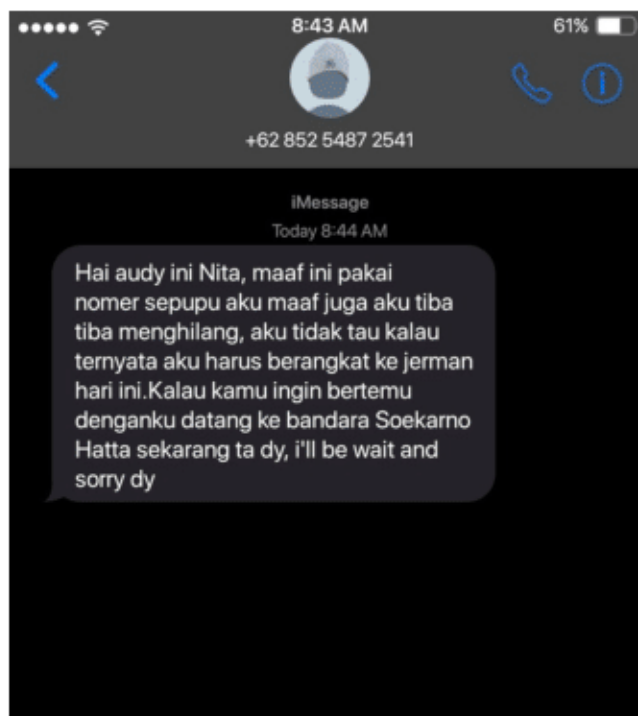 8:43 AM
61%
+62 852 5487 2541
iMessage
Today 8:44 AM
Hai audy ini Nita, maaf ini pakai
nomer sepupu aku maaf juga aku tiba
tiba menghilang, aku tidak tau kalau
ternyata aku harus berangkat ke jerman
hari ini.Kalau kamu ingin bertemu
denganku datang ke bandara Soekarno
Hatta sekarang ta dy, i'll be wait and
sorry dy